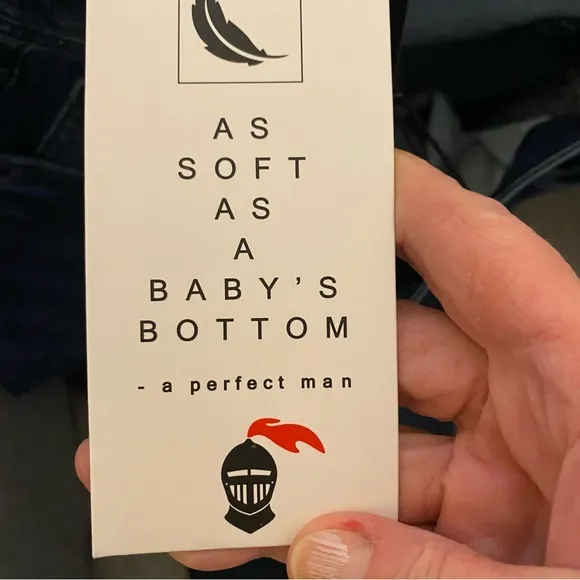 AS
SOFT
AS
A
BABY'S
BOTTOM
- a perfect man